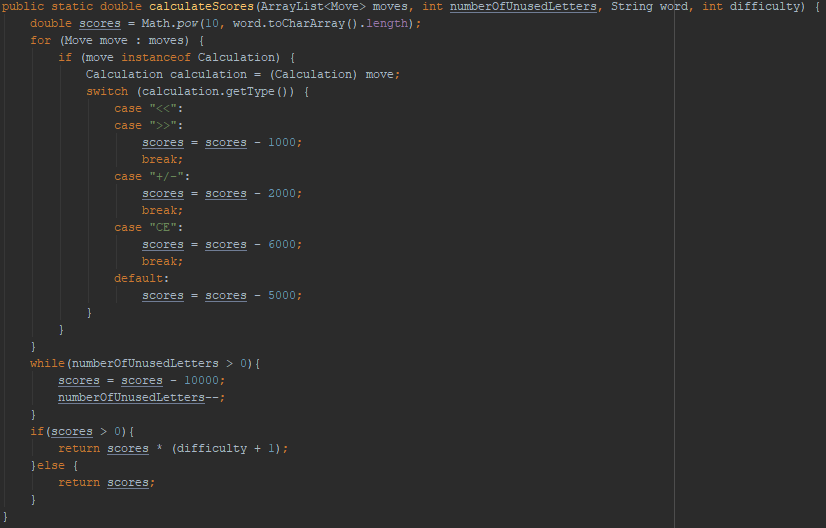 public static double calculateScores(ArrayList<Move> moves, int numberOfUnusedLetters, String word, int difficulty) {
    double scores = Math.pow(10, word.toCharArray().length);
    for (Move move : moves) {
        if (move instanceof Calculation) {
            Calculation calculation = (Calculation) move;
            switch (calculation.getType()) {
                case "<<":
                case ">>":
                    scores = scores - 1000;
                    break;
                case "+/-":
                    scores = scores - 2000;
                    break;
                case "CE":
                    scores = scores - 6000;
                    break;
                default:
                    scores = scores - 5000;
            }
        }
    }
    while(numberOfUnusedLetters > 0){
        scores = scores - 10000;
        numberOfUnusedLetters--;
    }
    if(scores > 0){
        return scores * (difficulty + 1);
    }else {
        return scores;
    }
}